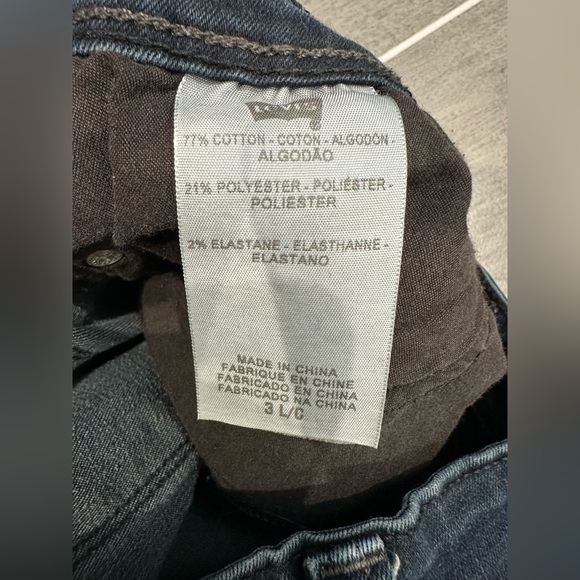 LEVI'S
77% COTTON - COTON - ALGODÓN -
ALGODÃO
21% POLYESTER - POLIÉSTER -
POLIESTER
2% ELASTANE - ELASTHANNE -
ELASTANO
MADE IN CHINA
FABRIQUE EN CHINE
FABRICADO EN CHINA
FABRICADO NA CHINA
3 L/C